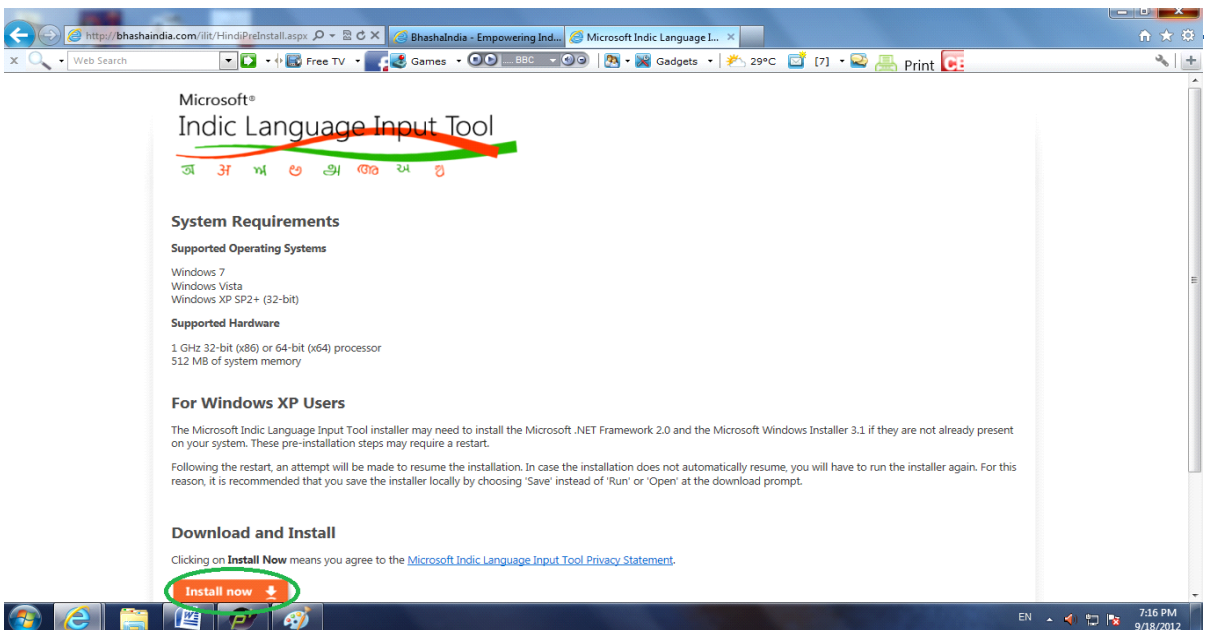 http://bhashaindia.com/ilit/HindiPreInstall.aspx
BhashaIndia - Empowering Ind...
Microsoft Indic Language I...
x
Web Search
Free TV
Games
BBC
Gadgets
29°C
[7]
Print
Microsoft®
Indic Language Input Tool
অ अ ਅ అ அ അ અ ଅ
System Requirements
Supported Operating Systems
Windows 7
Windows Vista
Windows XP SP2+ (32-bit)
Supported Hardware
1 GHz 32-bit (x86) or 64-bit (x64) processor
512 MB of system memory
For Windows XP Users
The Microsoft Indic Language Input Tool installer may need to install the Microsoft .NET Framework 2.0 and the Microsoft Windows Installer 3.1 if they are not already present
on your system. These pre-installation steps may require a restart.
Following the restart, an attempt will be made to resume the installation. In case the installation does not automatically resume, you will have to run the installer again. For this
reason, it is recommended that you save the installer locally by choosing 'Save' instead of 'Run' or 'Open' at the download prompt.
Download and Install
Clicking on Install Now means you agree to the Microsoft Indic Language Input Tool Privacy Statement.
Install now
EN
7:16 PM
9/18/2012